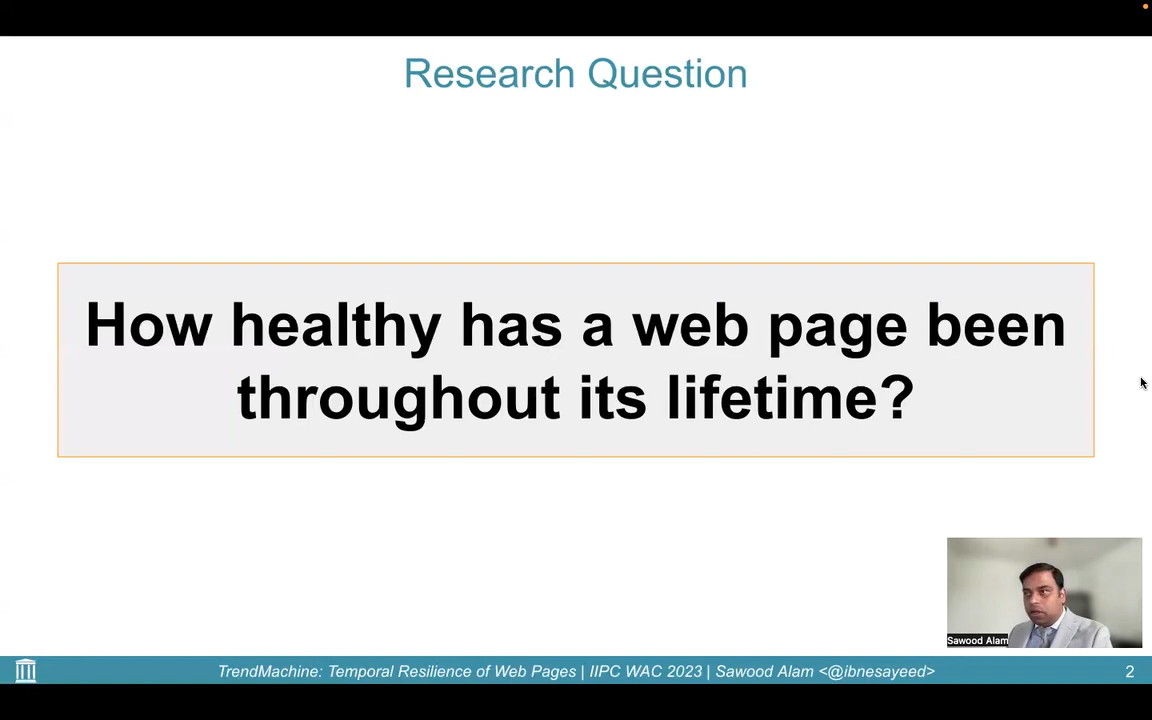 Research Question
How healthy has a web page been
throughout its lifetime?
Sawood Alam
TrendMachine: Temporal Resilience of Web Pages | IIPC WAC 2023 | Sawood Alam <@ibnesayeed>
2